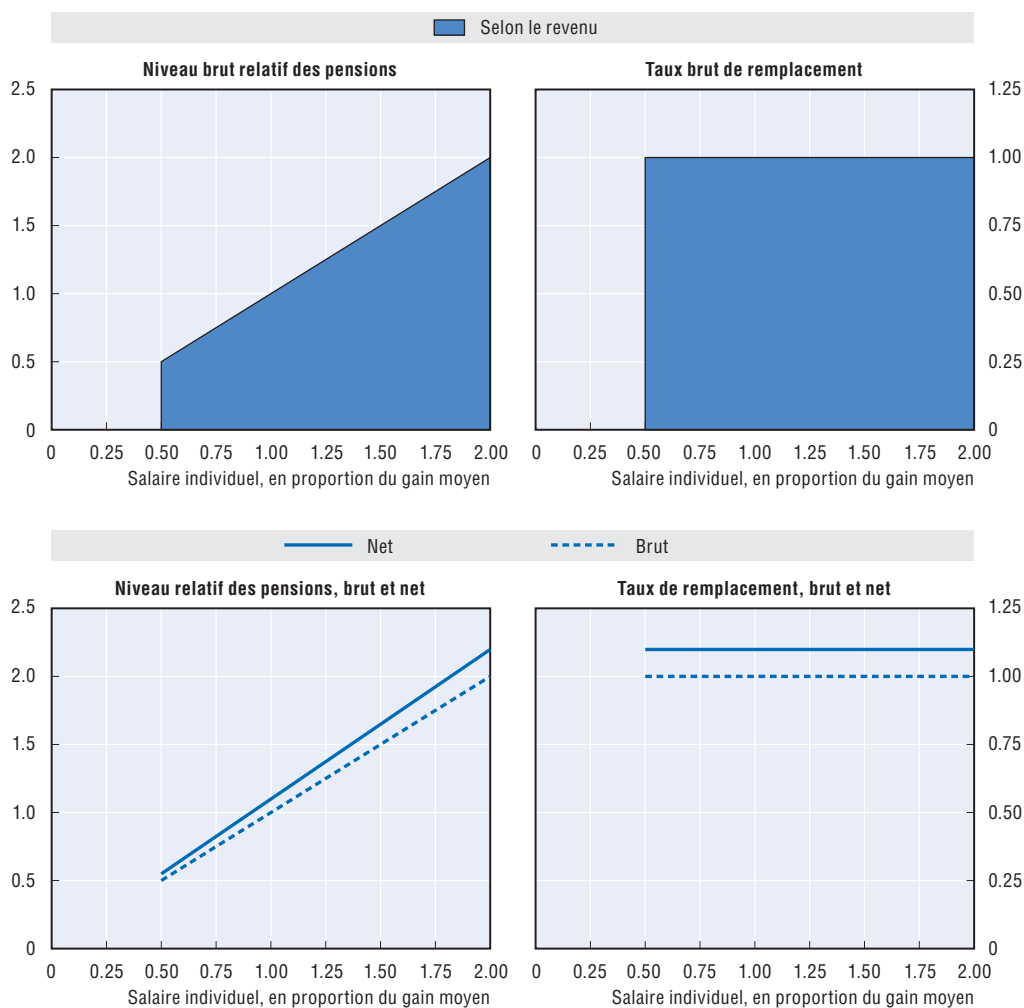 Selon le revenu
Niveau brut relatif des pensions
Taux brut de remplacement
2.5
2.0
1.5
1.0
0.5
0
0 0.25 0.50 0.75 1.00 1.25 1.50 1.75 2.00
Salaire individuel, en proportion du gain moyen
1.25
1.00
0.75
0.50
0.25
0
0 0.25 0.50 0.75 1.00 1.25 1.50 1.75 2.00
Salaire individuel, en proportion du gain moyen
Net Brut
Niveau relatif des pensions, brut et net
Taux de remplacement, brut et net
2.5
2.0
1.5
1.0
0.5
0
0 0.25 0.50 0.75 1.00 1.25 1.50 1.75 2.00
Salaire individuel, en proportion du gain moyen
1.25
1.00
0.75
0.50
0.25
0
0 0.25 0.50 0.75 1.00 1.25 1.50 1.75 2.00
Salaire individuel, en proportion du gain moyen